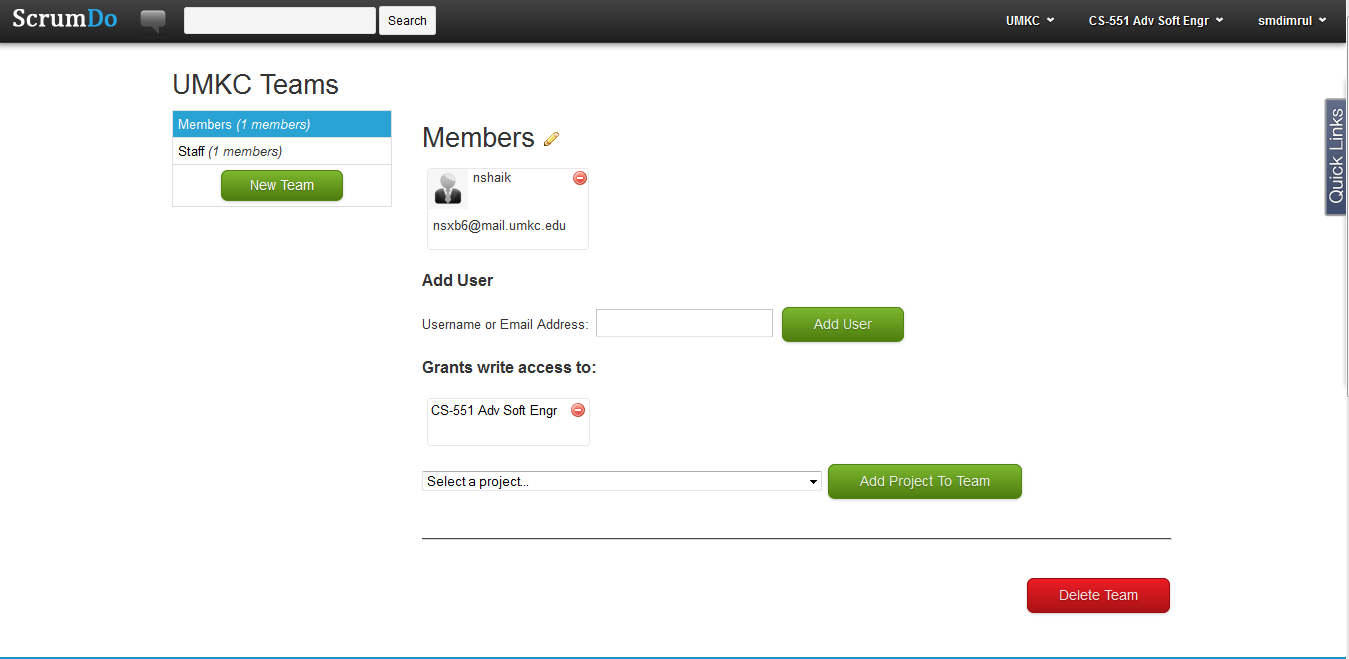 ScrumDo
Search
UMKC
CS-551 Adv Soft Engr
smdimrul
UMKC Teams
Members (1 members)
Staff (1 members)
New Team
Members
nshaik
nsxb6@mail.umkc.edu
Add User
Username or Email Address:
Add User
Grants write access to:
CS-551 Adv Soft Engr
Select a project...
Add Project To Team
Delete Team
Quick Links